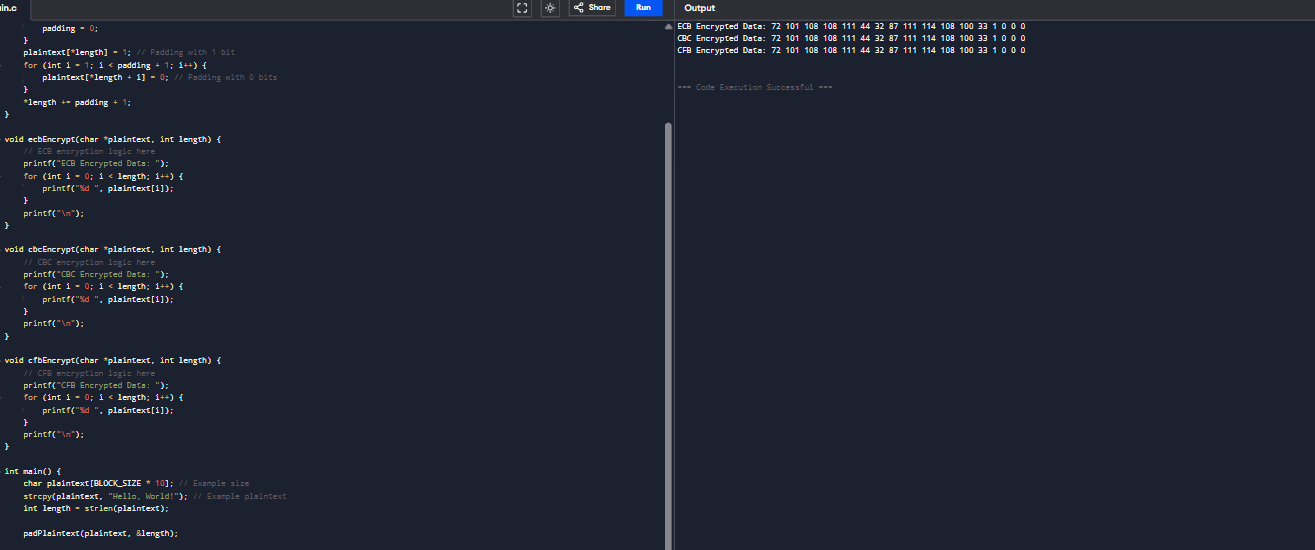 in.c
Share
Run
padding = 0;
}
plaintext[*length] = 1; // Padding with 1 bit
for (int i = 1; i < padding + 1; i++) {
plaintext[*length + i] = 0; // Padding with 0 bits
}
*length += padding + 1;
}
void ecbEncrypt(char *plaintext, int length) {
// ECB encryption logic here
printf("ECB Encrypted Data: ");
for (int i = 0; i < length; i++) {
printf("%d ", plaintext[i]);
}
printf("\n");
}
void cbcEncrypt(char *plaintext, int length) {
// CBC encryption logic here
printf("CBC Encrypted Data: ");
for (int i = 0; i < length; i++) {
printf("%d ", plaintext[i]);
}
printf("\n");
}
void cfbEncrypt(char *plaintext, int length) {
// CFB encryption logic here
printf("CFB Encrypted Data: ");
for (int i = 0; i < length; i++) {
printf("%d ", plaintext[i]);
}
printf("\n");
}
int main() {
char plaintext[BLOCK_SIZE * 10]; // Example size
strcpy(plaintext, "Hello, World!"); // Example plaintext
int length = strlen(plaintext);
padPlaintext(plaintext, &length);
Output
ECB Encrypted Data: 72 101 108 108 111 44 32 87 111 114 108 100 33 1 0 0 0
CBC Encrypted Data: 72 101 108 108 111 44 32 87 111 114 108 100 33 1 0 0 0
CFB Encrypted Data: 72 101 108 108 111 44 32 87 111 114 108 100 33 1 0 0 0
=== Code Execution Successful ===